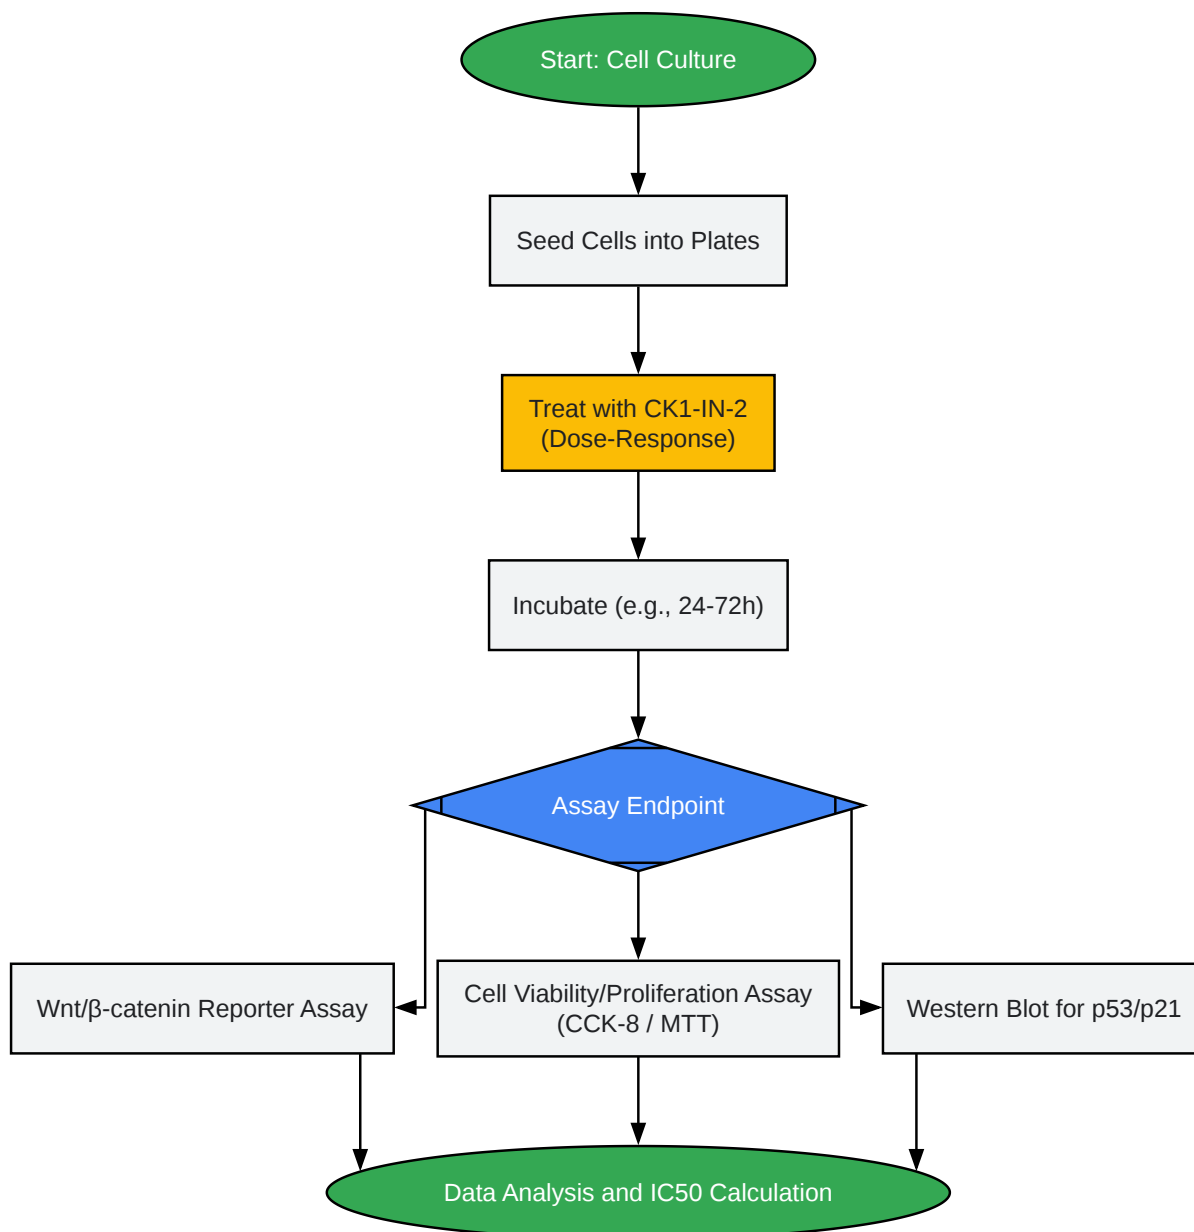 Start: Cell Culture
Seed Cells into Plates
Treat with CK1-IN-2
(Dose-Response)
Incubate (e.g., 24-72h)
Assay Endpoint
Wnt/β-catenin Reporter Assay
Cell Viability/Proliferation Assay
(CCK-8 / MTT)
Western Blot for p53/p21
Data Analysis and IC50 Calculation